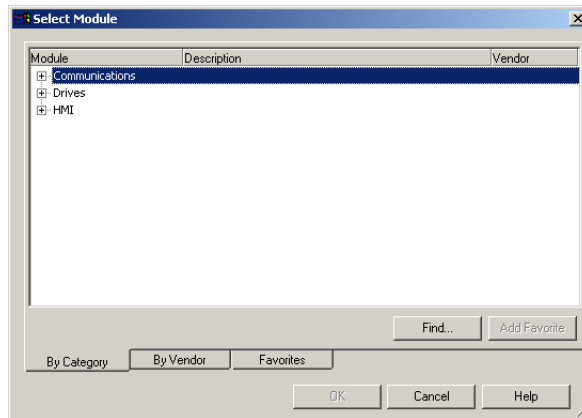 Select Module
Module Description Vendor
Communications
Drives
HMI
Find... Add Favorite
By Category By Vendor Favorites
OK Cancel Help